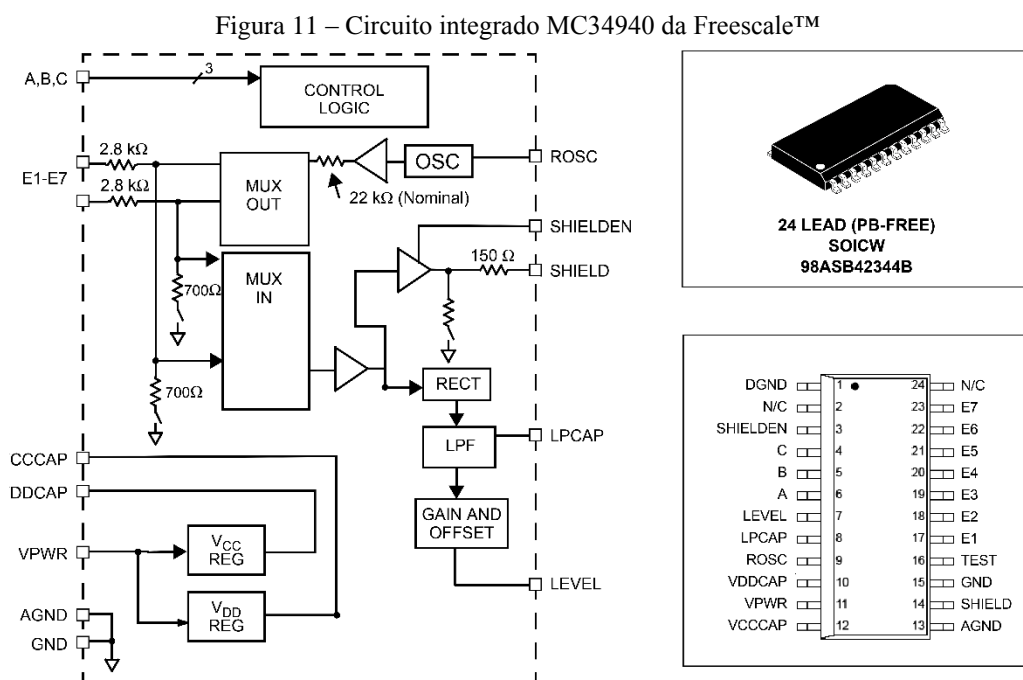 Figura 11 – Circuito integrado MC34940 da Freescale™
A,B,C
3
CONTROL
LOGIC
2.8 kΩ
E1-E7
2.8 kΩ
MUX
OUT
OSC
ROSC
22 kΩ (Nominal)
SHIELDEN
150 Ω
SHIELD
MUX
IN
700Ω
700Ω
RECT
LPF
LPCAP
CCCAP
DDCAP
GAIN AND
OFFSET
VPWR
VCC
REG
LEVEL
VDD
REG
AGND
GND
24 LEAD (PB-FREE)
SOICW
98ASB42344B
DGND 1 24 N/C
N/C 2 23 E7
SHIELDEN 3 22 E6
C 4 21 E5
B 5 20 E4
A 6 19 E3
LEVEL 7 18 E2
LPCAP 8 17 E1
ROSC 9 16 TEST
VDDCAP 10 15 GND
VPWR 11 14 SHIELD
VCCCAP 12 13 AGND